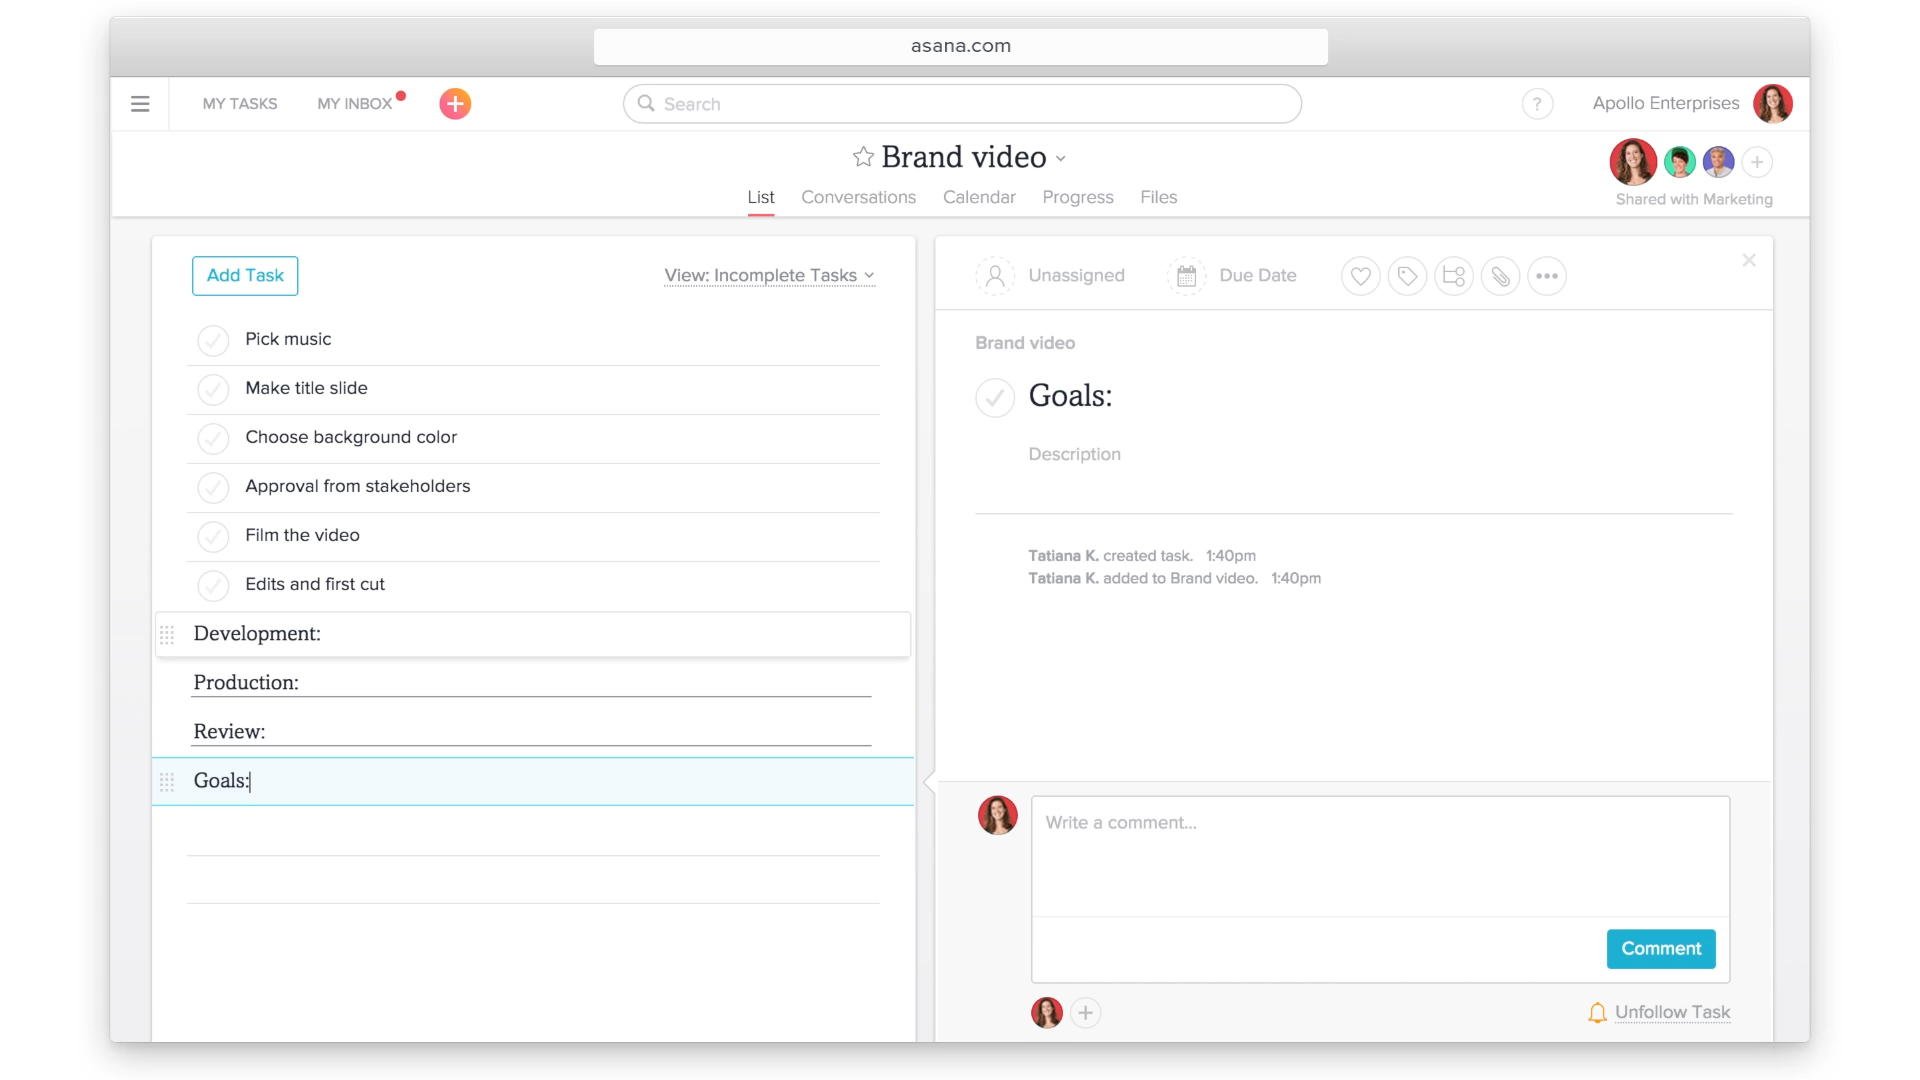 asana.com
MY TASKS
MY INBOX
Search
?
Apollo Enterprises
Brand video
Shared with Marketing
List
Conversations
Calendar
Progress
Files
Add Task
View: Incomplete Tasks
Pick music
Make title slide
Choose background color
Approval from stakeholders
Film the video
Edits and first cut
Development:
Production:
Review:
Goals:
Unassigned
Due Date
Brand video
Goals:
Description
Tatiana K. created task. 1:40pm
Tatiana K. added to Brand video. 1:40pm
Write a comment...
Comment
Unfollow Task